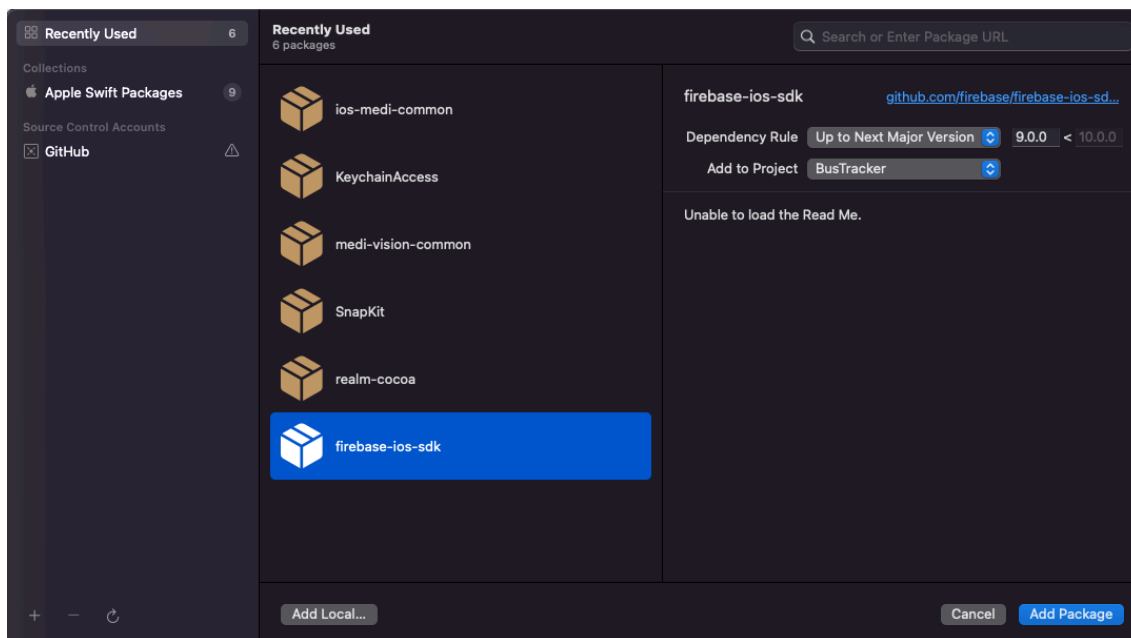 Recently Used 6
Collections
Apple Swift Packages 9
Source Control Accounts
GitHub
Recently Used
6 packages
Search or Enter Package URL
ios-medi-common
KeychainAccess
medi-vision-common
SnapKit
realm-cocoa
firebase-ios-sdk
firebase-ios-sdk github.com/firebase/firebase-ios-sd...
Dependency Rule Up to Next Major Version 9.0.0 < 10.0.0
Add to Project BusTracker
Unable to load the Read Me.
Add Local... Cancel Add Package